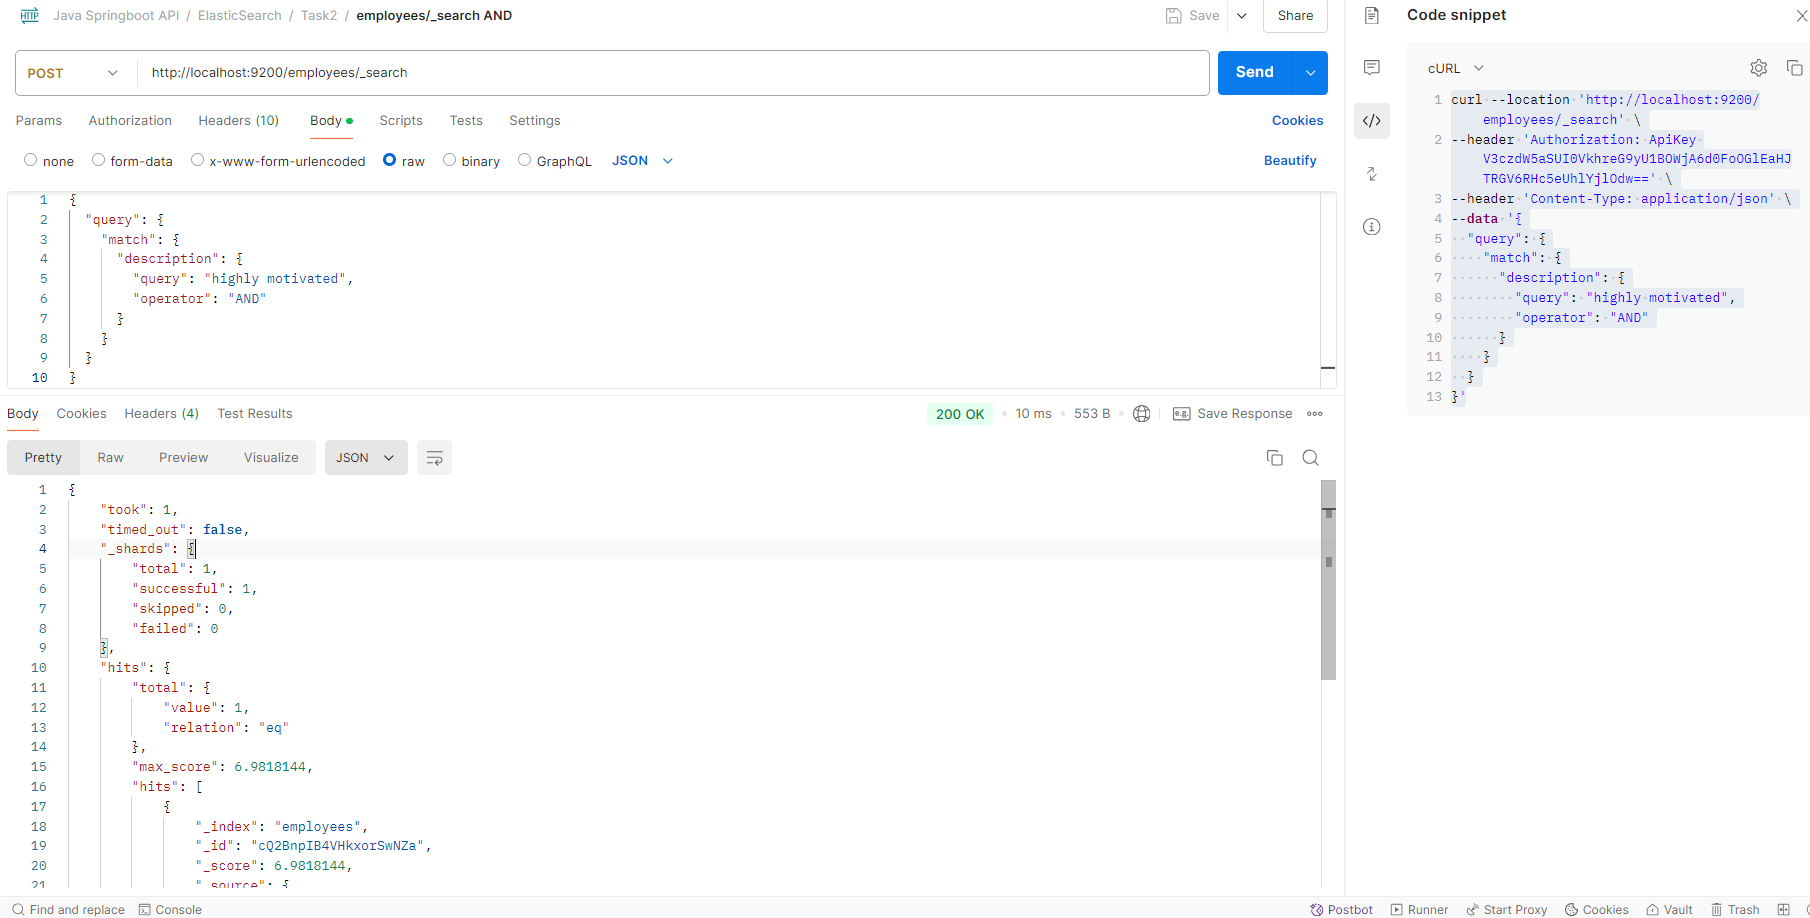 HTTP Java Springboot API / ElasticSearch / Task2 / employees/_search AND
Save
Share
POST
http://localhost:9200/employees/_search
Send
Params
Authorization
Headers (10)
Body
Scripts
Tests
Settings
Cookies
none
form-data
x-www-form-urlencoded
raw
binary
GraphQL
JSON
Beautify
1 {
2 "query": {
3 "match": {
4 "description": {
5 "query": "highly motivated",
6 "operator": "AND"
7 }
8 }
9 }
10 }
Body
Cookies
Headers (4)
Test Results
200 OK
10 ms
553 B
e.g.
Save Response
Pretty
Raw
Preview
Visualize
JSON
1 {
2 "took": 1,
3 "timed_out": false,
4 "_shards": {
5 "total": 1,
6 "successful": 1,
7 "skipped": 0,
8 "failed": 0
9 },
10 "hits": {
11 "total": {
12 "value": 1,
13 "relation": "eq"
14 },
15 "max_score": 6.9818144,
16 "hits": [
17 {
18 "_index": "employees",
19 "_id": "cQ2BnpIB4VHkxorSwNZa",
20 "_score": 6.9818144,
21 "_source": {
Code snippet
cURL
1 curl --location 'http://localhost:9200/
employees/_search' \
2 --header 'Authorization: ApiKey
V3czdW5aSUI0VkhreG9yU1BOWjA6d0FoOGlEaHJ
TRGV6RHc5eUhlYjlOdw==' \
3 --header 'Content-Type: application/json' \
4 --data '{
5 "query": {
6 "match": {
7 "description": {
8 "query": "highly motivated",
9 "operator": "AND"
10 }
11 }
12 }
13 }'
Find and replace
Console
Postbot
Runner
Start Proxy
Cookies
Vault
Trash